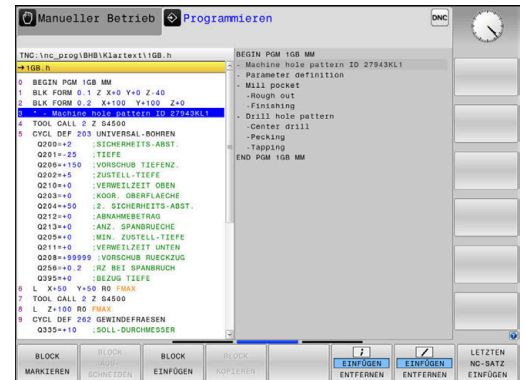 Manueller Betrieb
Programmieren
DNC
TNC:\nc_prog\BHB\Klartext\1GB.h
→1GB.h
0 BEGIN PGM 1GB MM
1 BLK FORM 0.1 Z X+0 Y+0 Z-40
2 BLK FORM 0.2 X+100 Y+100 Z+0
3 * - Machine hole pattern ID 27943KL1
4 TOOL CALL 2 Z S4500
5 CYCL DEF 203 UNIVERSAL-BOHREN
Q200=+2 ;SICHERHEITS-ABST.
Q201=-25 ;TIEFE
Q206=+150 ;VORSCHUB TIEFENZ.
Q202=+5 ;ZUSTELL-TIEFE
Q210=+0 ;VERWEILZEIT OBEN
Q203=+0 ;KOOR. OBERFLAECHE
Q204=+50 ;2. SICHERHEITS-ABST.
Q212=+0 ;ABNAHMEBETRAG
Q213=+0 ;ANZ. SPANBRUECHE
Q205=+0 ;MIN. ZUSTELL-TIEFE
Q211=+0 ;VERWEILZEIT UNTEN
Q208=+99999 ;VORSCHUB RUECKZUG
Q256=+0.2 ;RZ BEI SPANBRUCH
Q395=+0 ;BEZUG TIEFE
6 L X+50 Y+50 R0 FMAX
7 TOOL CALL 2 Z S4500
8 L Z+100 R0 FMAX
9 CYCL DEF 262 GEWINDEFRAESEN
Q335=+10 ;SOLL-DURCHMESSER
BEGIN PGM 1GB MM
- Machine hole pattern ID 27943KL1
- Parameter definition
- Mill pocket
-Rough out
-Finishing
- Drill hole pattern
-Center drill
-Pecking
-Tapping
END PGM 1GB MM
BLOCK
MARKIEREN
BLOCK
AUS-
SCHNEIDEN
BLOCK
EINFÜGEN
BLOCK
KOPIEREN
EINFÜGEN
ENTFERNEN
EINFÜGEN
ENTFERNEN
LETZTEN
NC-SATZ
EINFÜGEN